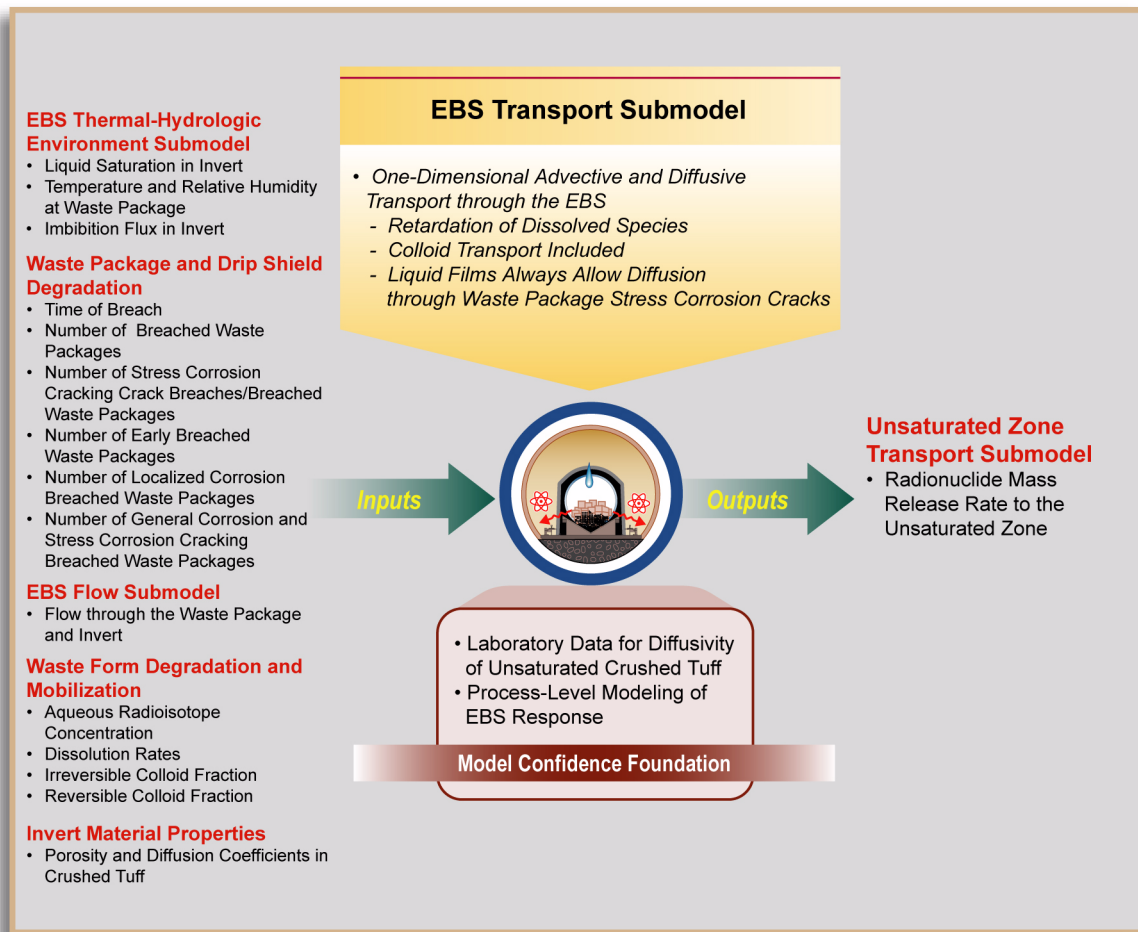 EBS Transport Submodel
• One-Dimensional Advective and Diffusive
Transport through the EBS
- Retardation of Dissolved Species
- Colloid Transport Included
- Liquid Films Always Allow Diffusion
through Waste Package Stress Corrosion Cracks
EBS Thermal-Hydrologic
Environment Submodel
• Liquid Saturation in Invert
• Temperature and Relative Humidity
at Waste Package
• Imbibition Flux in Invert
Waste Package and Drip Shield
Degradation
• Time of Breach
• Number of Breached Waste
Packages
• Number of Stress Corrosion
Cracking Crack Breaches/Breached
Waste Packages
• Number of Early Breached
Waste Packages
• Number of Localized Corrosion
Breached Waste Packages
• Number of General Corrosion and
Stress Corrosion Cracking
Breached Waste Packages
EBS Flow Submodel
• Flow through the Waste Package
and Invert
Waste Form Degradation and
Mobilization
• Aqueous Radioisotope
Concentration
• Dissolution Rates
• Irreversible Colloid Fraction
• Reversible Colloid Fraction
Invert Material Properties
• Porosity and Diffusion Coefficients in
Crushed Tuff
Inputs
Outputs
Unsaturated Zone
Transport Submodel
• Radionuclide Mass
Release Rate to the
Unsaturated Zone
• Laboratory Data for Diffusivity
of Unsaturated Crushed Tuff
• Process-Level Modeling of
EBS Response
Model Confidence Foundation